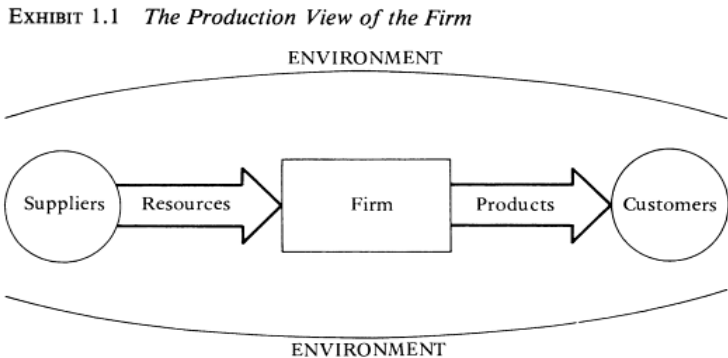 EXHIBIT 1.1 The Production View of the Firm
ENVIRONMENT
Suppliers Resources Firm Products Customers
ENVIRONMENT